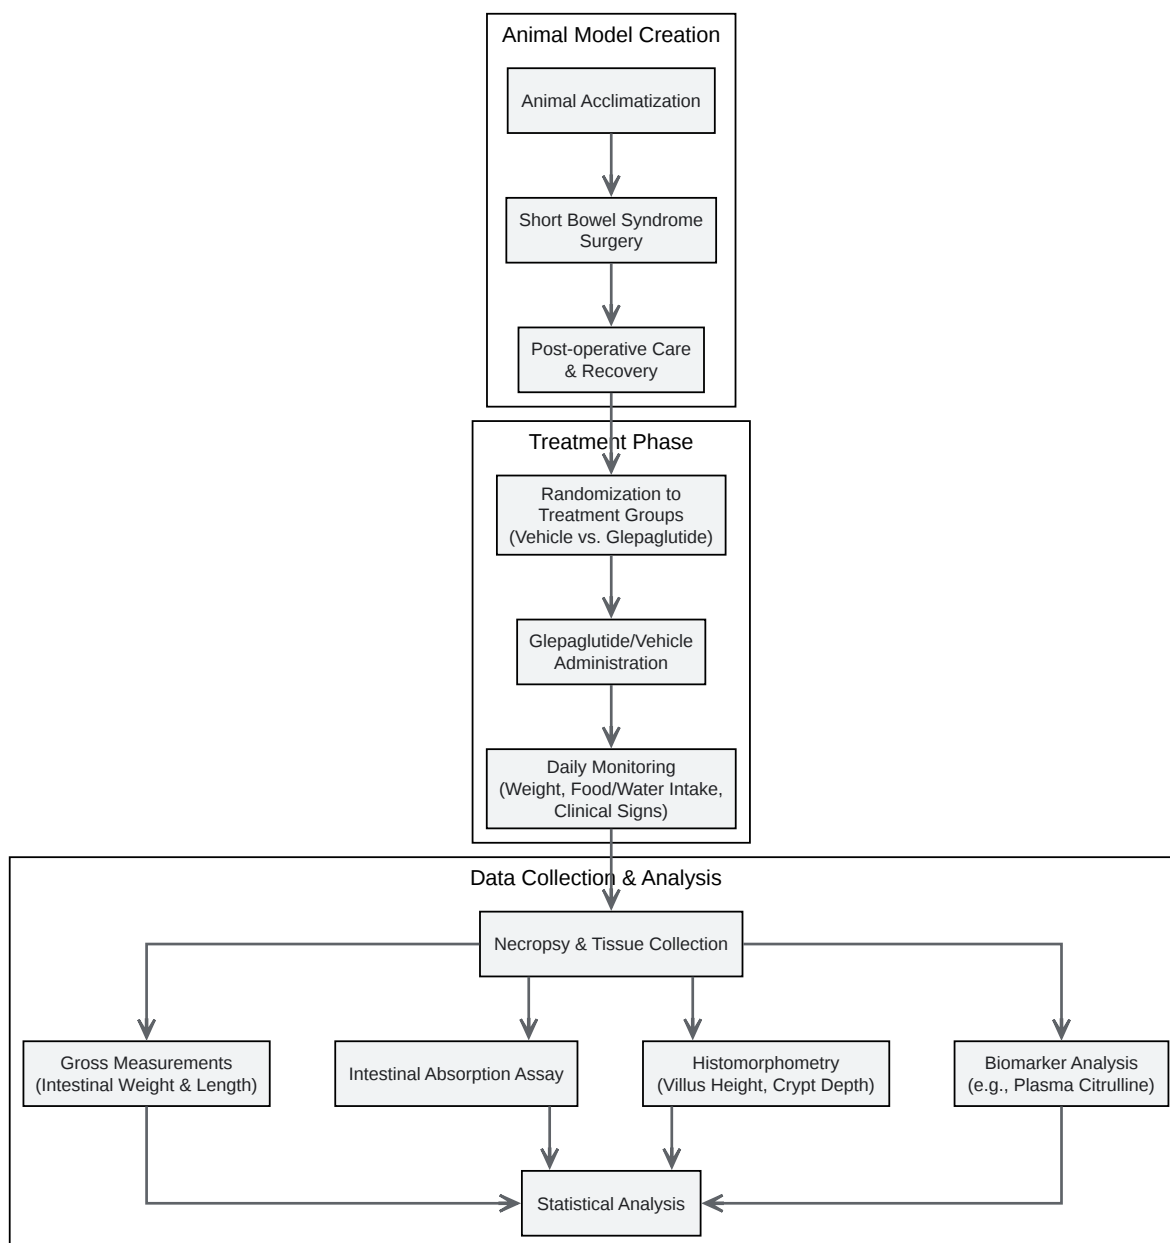 Animal Model Creation
Animal Acclimatization
Short Bowel Syndrome
Surgery
Post-operative Care
& Recovery
Treatment Phase
Randomization to
Treatment Groups
(Vehicle vs. Glepaglutide)
Glepaglutide/Vehicle
Administration
Daily Monitoring
(Weight, Food/Water Intake,
Clinical Signs)
Data Collection & Analysis
Necropsy & Tissue Collection
Gross Measurements
(Intestinal Weight & Length)
Intestinal Absorption Assay
Histomorphometry
(Villus Height, Crypt Depth)
Biomarker Analysis
(e.g., Plasma Citrulline)
Statistical Analysis